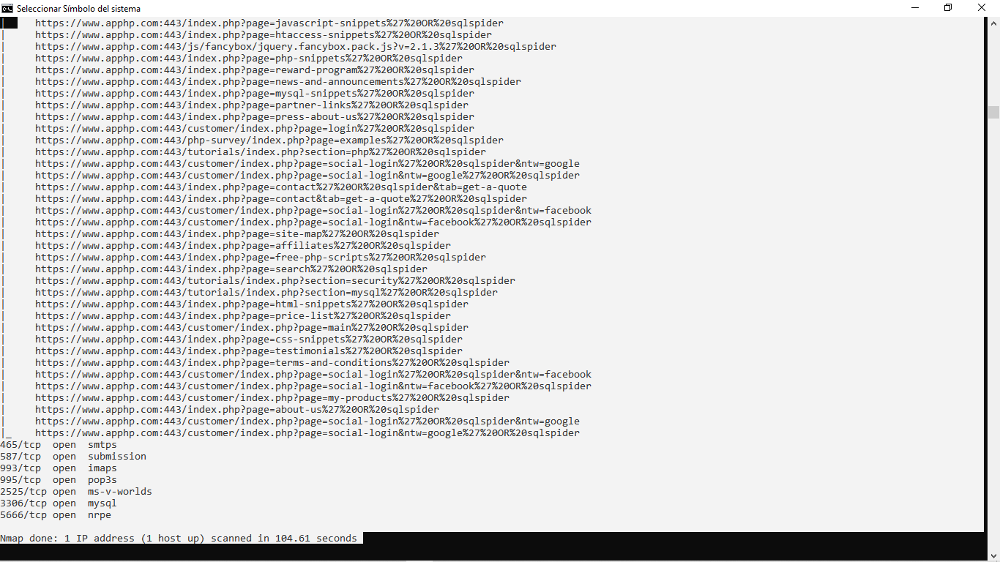 Seleccionar Símbolo del sistema
| https://www.apphp.com:443/index.php?page=javascript-snippets%27%20OR%20sqlspider
| https://www.apphp.com:443/index.php?page=htaccess-snippets%27%20OR%20sqlspider
| https://www.apphp.com:443/js/fancybox/jquery.fancybox.pack.js?v=2.1.3%27%20OR%20sqlspider
| https://www.apphp.com:443/index.php?page=php-snippets%27%20OR%20sqlspider
| https://www.apphp.com:443/index.php?page=reward-program%27%20OR%20sqlspider
| https://www.apphp.com:443/index.php?page=news-and-announcements%27%20OR%20sqlspider
| https://www.apphp.com:443/index.php?page=mysql-snippets%27%20OR%20sqlspider
| https://www.apphp.com:443/index.php?page=partner-links%27%20OR%20sqlspider
| https://www.apphp.com:443/index.php?page=press-about-us%27%20OR%20sqlspider
| https://www.apphp.com:443/customer/index.php?page=login%27%20OR%20sqlspider
| https://www.apphp.com:443/php-survey/index.php?page=examples%27%20OR%20sqlspider
| https://www.apphp.com:443/tutorials/index.php?section=php%27%20OR%20sqlspider
| https://www.apphp.com:443/customer/index.php?page=social-login%27%20OR%20sqlspider&ntw=google
| https://www.apphp.com:443/customer/index.php?page=social-login&ntw=google%27%20OR%20sqlspider
| https://www.apphp.com:443/index.php?page=contact%27%20OR%20sqlspider&tab=get-a-quote
| https://www.apphp.com:443/index.php?page=contact&tab=get-a-quote%27%20OR%20sqlspider
| https://www.apphp.com:443/customer/index.php?page=social-login%27%20OR%20sqlspider&ntw=facebook
| https://www.apphp.com:443/customer/index.php?page=social-login&ntw=facebook%27%20OR%20sqlspider
| https://www.apphp.com:443/index.php?page=site-map%27%20OR%20sqlspider
| https://www.apphp.com:443/index.php?page=affiliates%27%20OR%20sqlspider
| https://www.apphp.com:443/index.php?page=free-php-scripts%27%20OR%20sqlspider
| https://www.apphp.com:443/index.php?page=search%27%20OR%20sqlspider
| https://www.apphp.com:443/tutorials/index.php?section=security%27%20OR%20sqlspider
| https://www.apphp.com:443/tutorials/index.php?section=mysql%27%20OR%20sqlspider
| https://www.apphp.com:443/index.php?page=html-snippets%27%20OR%20sqlspider
| https://www.apphp.com:443/index.php?page=price-list%27%20OR%20sqlspider
| https://www.apphp.com:443/customer/index.php?page=main%27%20OR%20sqlspider
| https://www.apphp.com:443/index.php?page=css-snippets%27%20OR%20sqlspider
| https://www.apphp.com:443/index.php?page=testimonials%27%20OR%20sqlspider
| https://www.apphp.com:443/index.php?page=terms-and-conditions%27%20OR%20sqlspider
| https://www.apphp.com:443/customer/index.php?page=social-login%27%20OR%20sqlspider&ntw=facebook
| https://www.apphp.com:443/customer/index.php?page=social-login&ntw=facebook%27%20OR%20sqlspider
| https://www.apphp.com:443/customer/index.php?page=my-products%27%20OR%20sqlspider
| https://www.apphp.com:443/index.php?page=about-us%27%20OR%20sqlspider
| https://www.apphp.com:443/customer/index.php?page=social-login%27%20OR%20sqlspider&ntw=google
|_ https://www.apphp.com:443/customer/index.php?page=social-login&ntw=google%27%20OR%20sqlspider
465/tcp open smtps
587/tcp open submission
993/tcp open imaps
995/tcp open pop3s
2525/tcp open ms-v-worlds
3306/tcp open mysql
5666/tcp open nrpe
Nmap done: 1 IP address (1 host up) scanned in 104.61 seconds